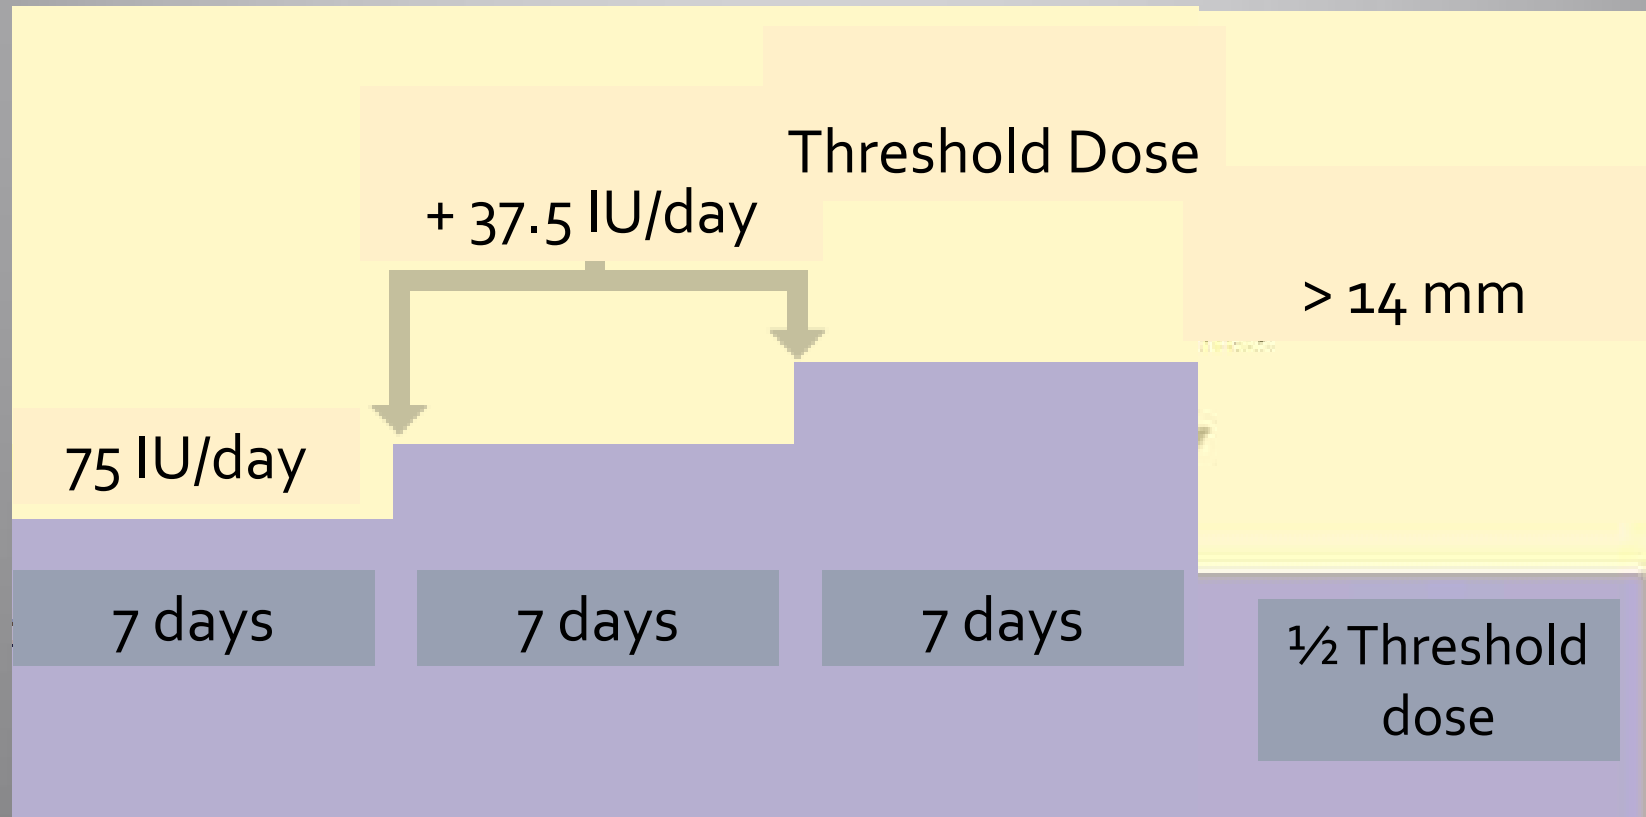 Threshold Dose
+ 37.5 IU/day
> 14 mm
75 IU/day
7 days
7 days
7 days
½ Threshold
dose